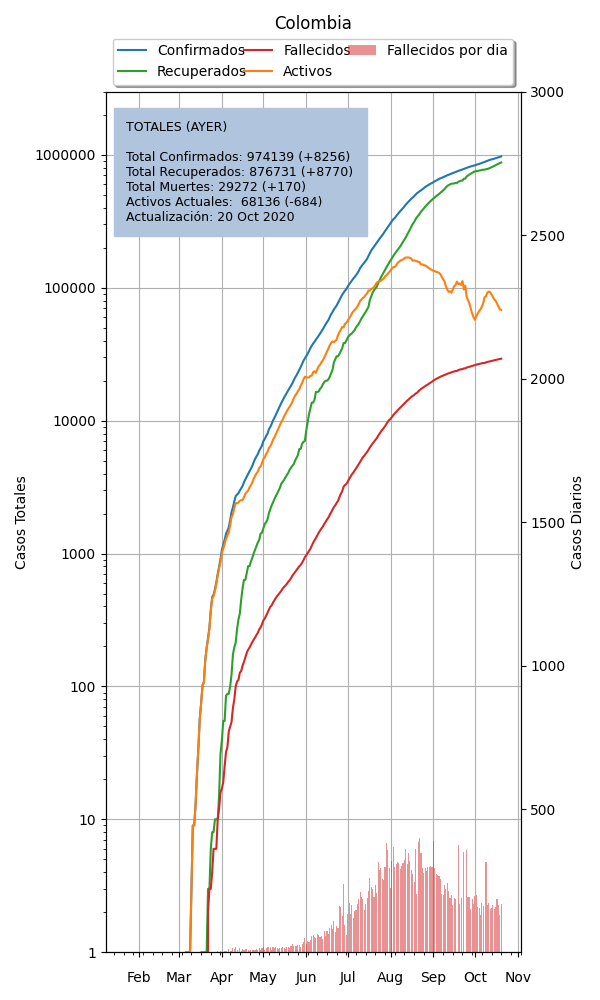 Colombia
Confirmados Fallecidos Fallecidos por dia
Recuperados Activos
TOTALES (AYER)
Total Confirmados: 974139 (+8256)
Total Recuperados: 876731 (+8770)
Total Muertes: 29272 (+170)
Activos Actuales: 68136 (-684)
Actualización: 20 Oct 2020
Casos Totales
1000000
100000
10000
1000
100
10
1
3000
2500
2000
1500
1000
500
Casos Diarios
Feb Mar Apr May Jun Jul Aug Sep Oct Nov